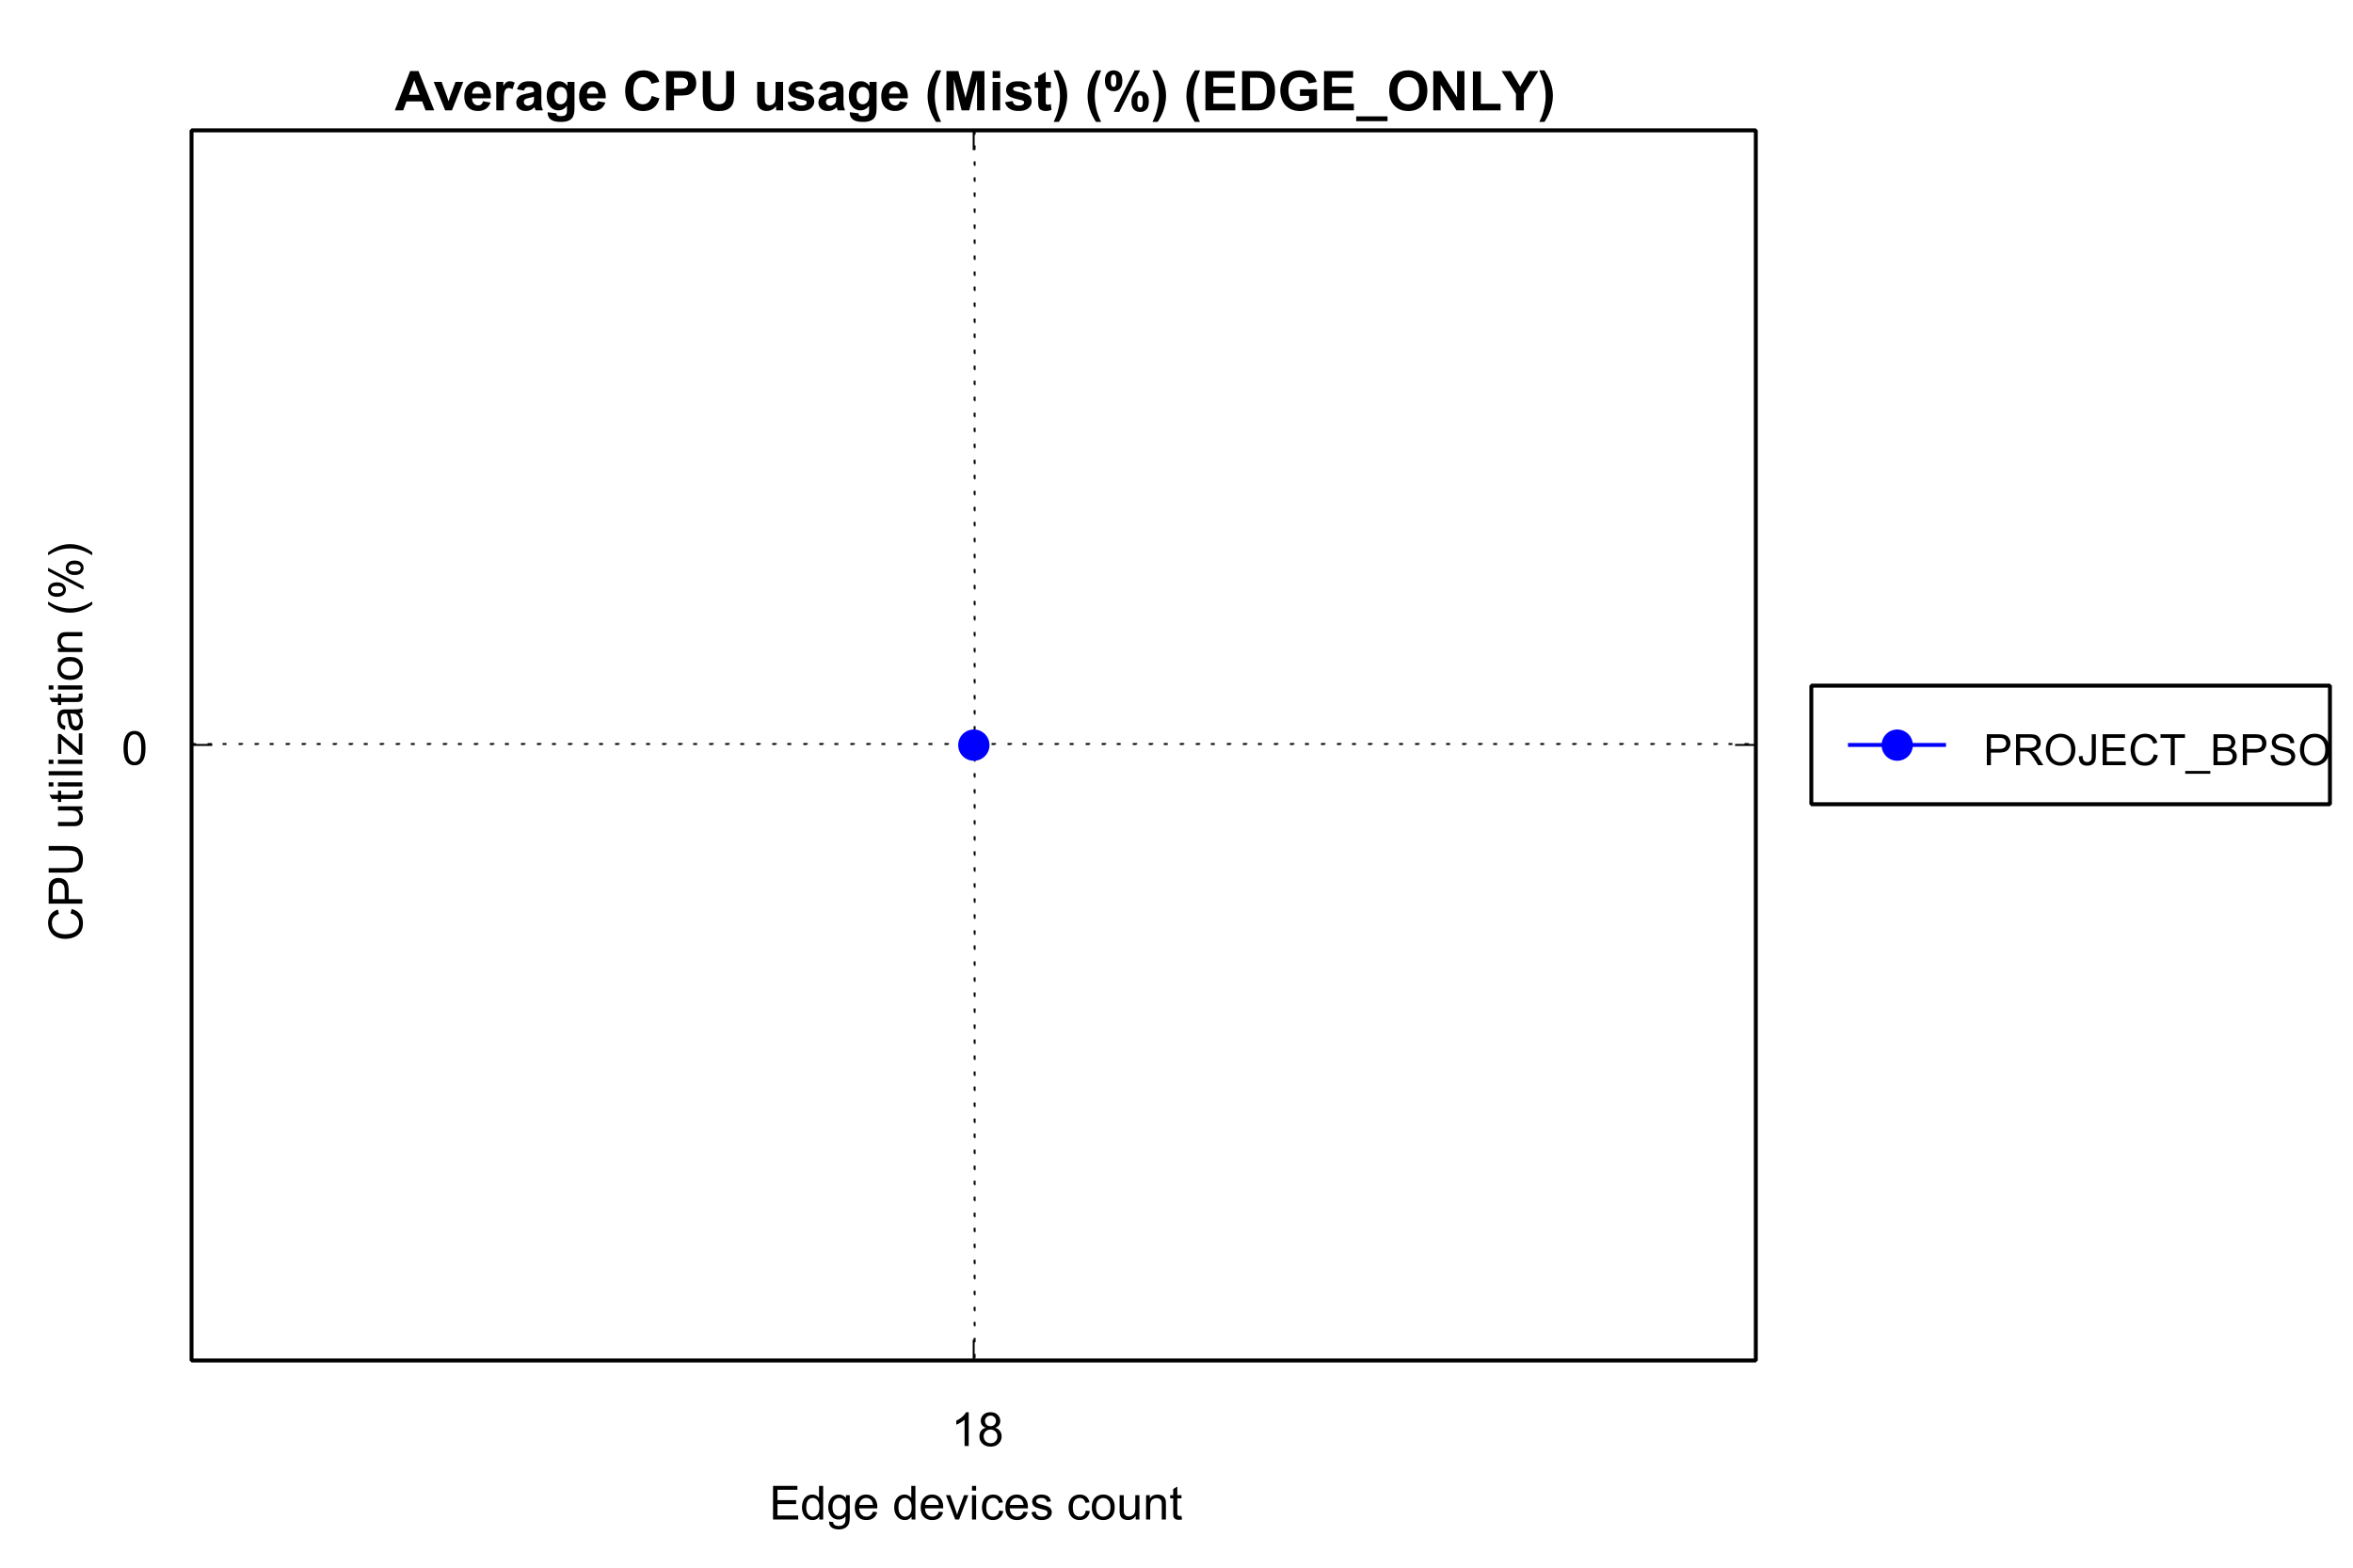 Average CPU usage (Mist) (%) (EDGE_ONLY)
CPU utilization (%)
0
PROJECT_BPSO
18
Edge devices count